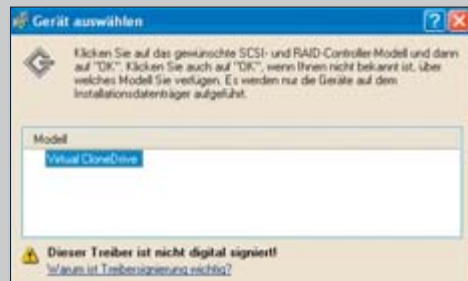 Gerät auswählen
Klicken Sie auf das gewünschte SCSI- und RAID-Controller-Modell und dann
auf "OK". Klicken Sie auch auf "OK", wenn Ihnen nicht bekannt ist, über
welches Modell Sie verfügen. Es werden nur die Geräte auf dem
Installationsdatenträger aufgeführt.
Modell
Virtual CloneDrive
Dieser Treiber ist nicht digital signiert!
Warum ist Treibersignierung wichtig?